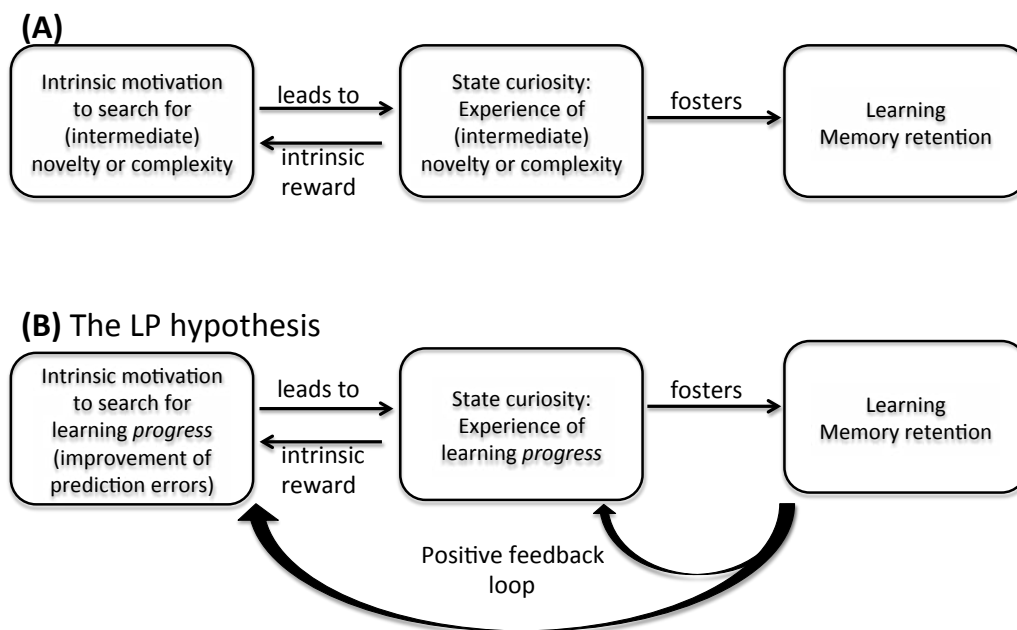 (A)
Intrinsic motivation
to search for
(intermediate)
novelty or complexity
leads to
intrinsic
reward
State curiosity:
Experience of
(intermediate)
novelty or complexity
fosters
Learning
Memory retention
(B) The LP hypothesis
Intrinsic motivation
to search for
learning progress
(improvement of
prediction errors)
leads to
intrinsic
reward
State curiosity:
Experience of
learning progress
fosters
Learning
Memory retention
Positive feedback
loop